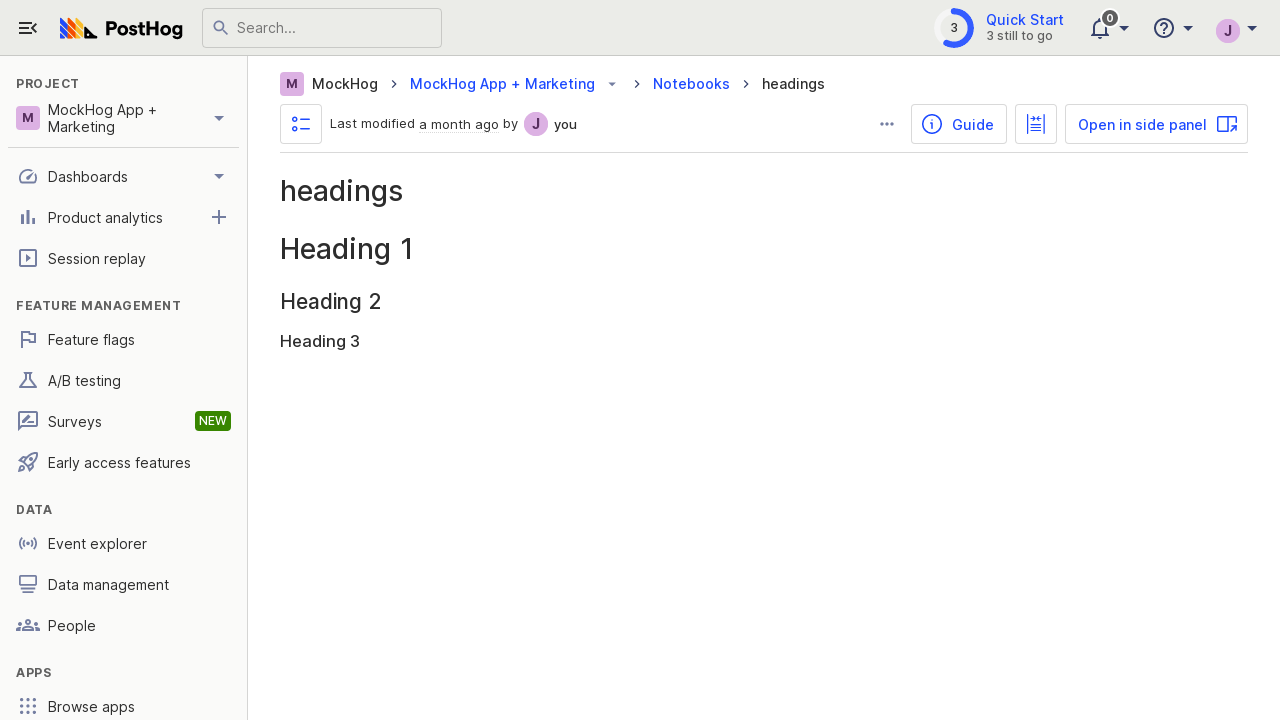 PostHog
Search...
3
Quick Start
3 still to go
0
J
PROJECT
M
MockHog App +
Marketing
Dashboards
Product analytics
Session replay
FEATURE MANAGEMENT
Feature flags
A/B testing
Surveys
NEW
Early access features
DATA
Event explorer
Data management
People
APPS
Browse apps
M MockHog MockHog App + Marketing Notebooks headings
Last modified a month ago by J you
Guide
Open in side panel
headings
Heading 1
Heading 2
Heading 3